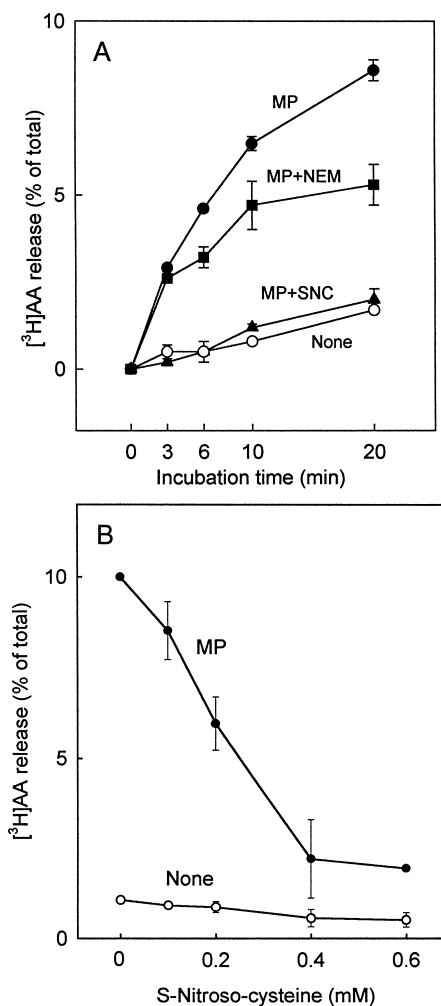 A
10
MP
MP+NEM
5
MP+SNC
None
0
[³H]AA release (% of total)
0 3 6 10 20
Incubation time (min)
B
10
MP
5
None
0
[³H]AA release (% of total)
0 0.2 0.4 0.6
S-Nitroso-cysteine (mM)